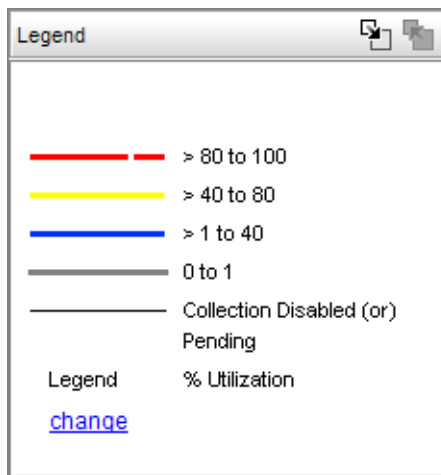 Legend
> 80 to 100
> 40 to 80
> 1 to 40
0 to 1
Collection Disabled (or)
Pending
Legend % Utilization
change